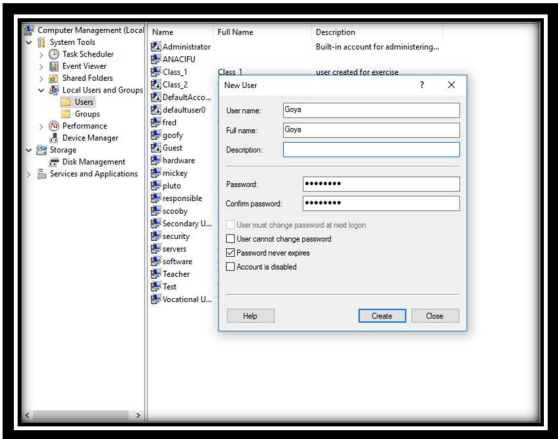 Computer Management (Local
System Tools
Task Scheduler
Event Viewer
Shared Folders
Local Users and Groups
Users
Groups
Performance
Device Manager
Storage
Disk Management
Services and Applications
Name Full Name Description
Administrator Built-in account for administering...
ANACIFU
Class_1 Class_1 user created for exercise
Class_2
DefaultAcco...
defaultuser0
fred
goofy
Guest
hardware
mickey
pluto
responsible
scooby
Secondary U...
security
servers
software
Teacher
Test
Vocational U...
New User ?
User name: Goya
Full name: Goya
Description:
Password: ●●●●●●●●
Confirm password: ●●●●●●●●
User must change password at next logon
User cannot change password
Password never expires
Account is disabled
Help Create Close